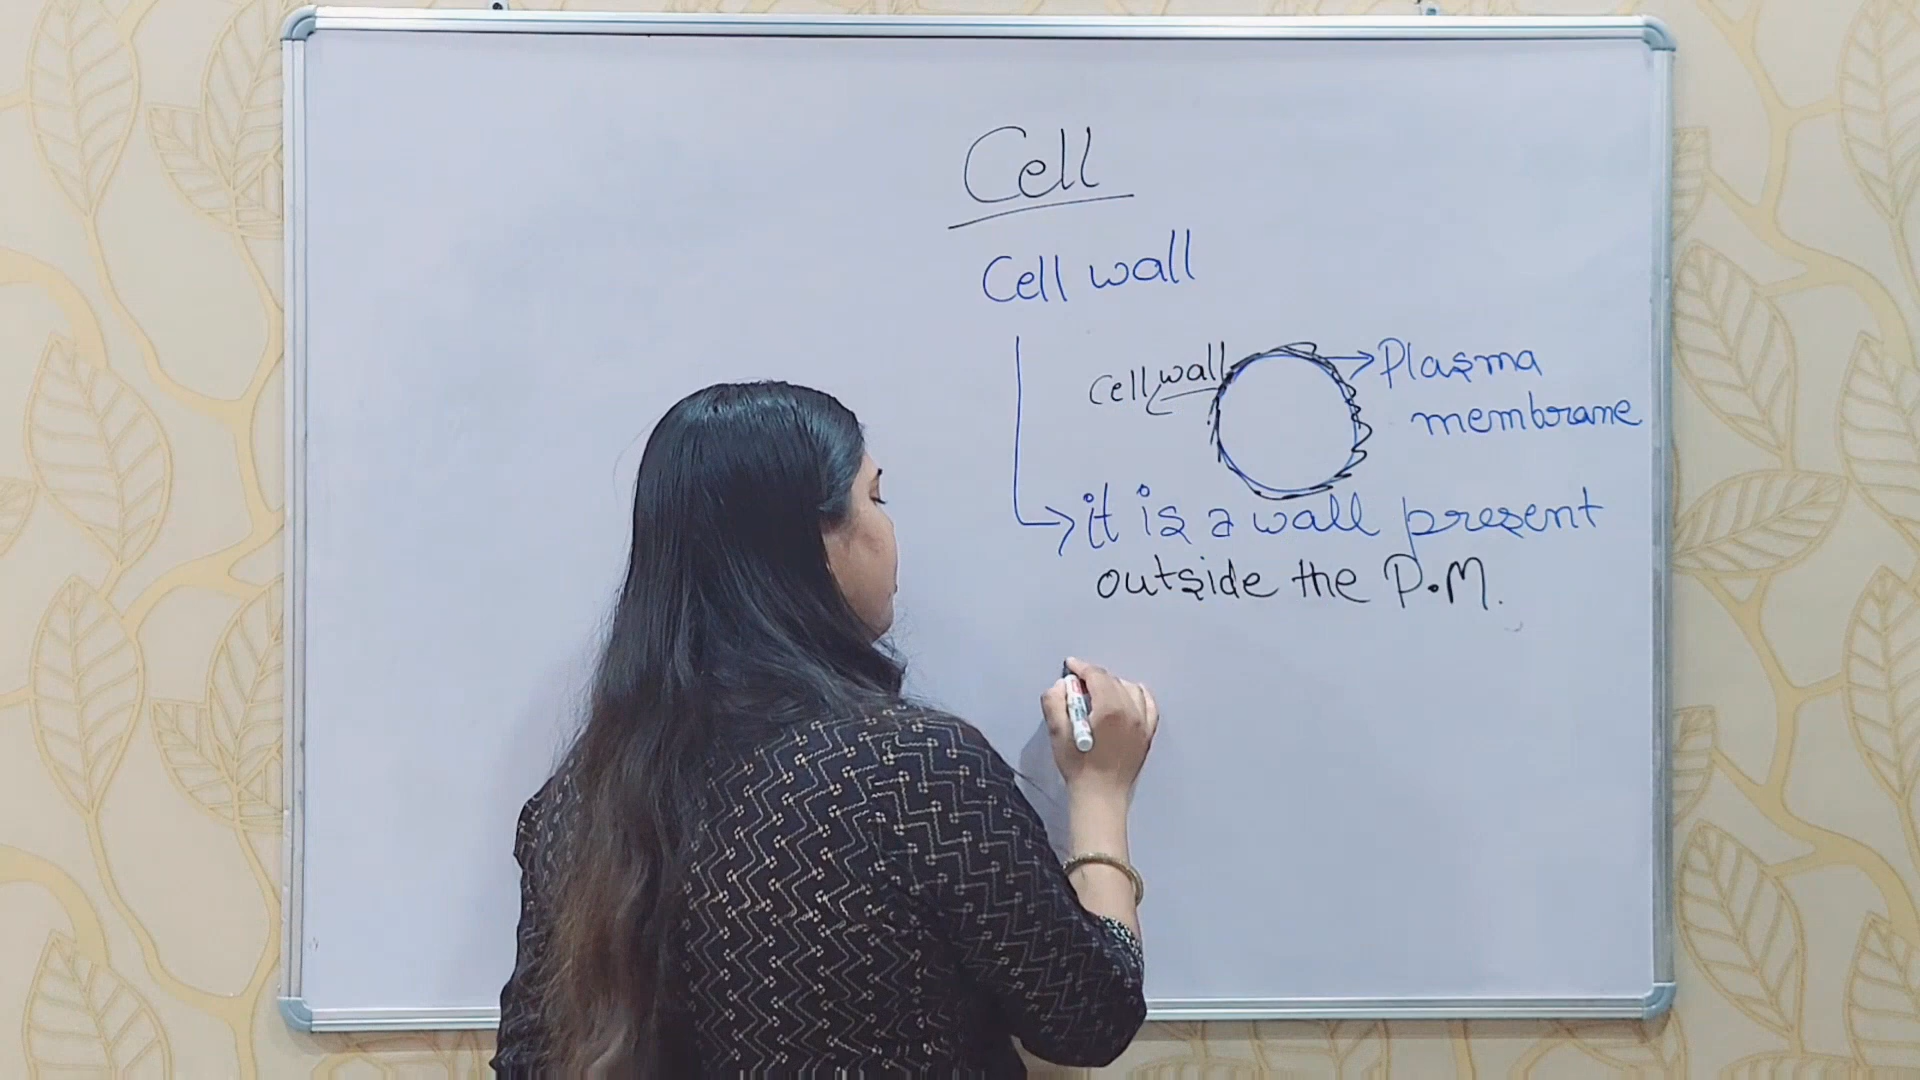 Cell
Cell wall
cell wall
Plasma
membrane
it is a wall present
outside the P.M.